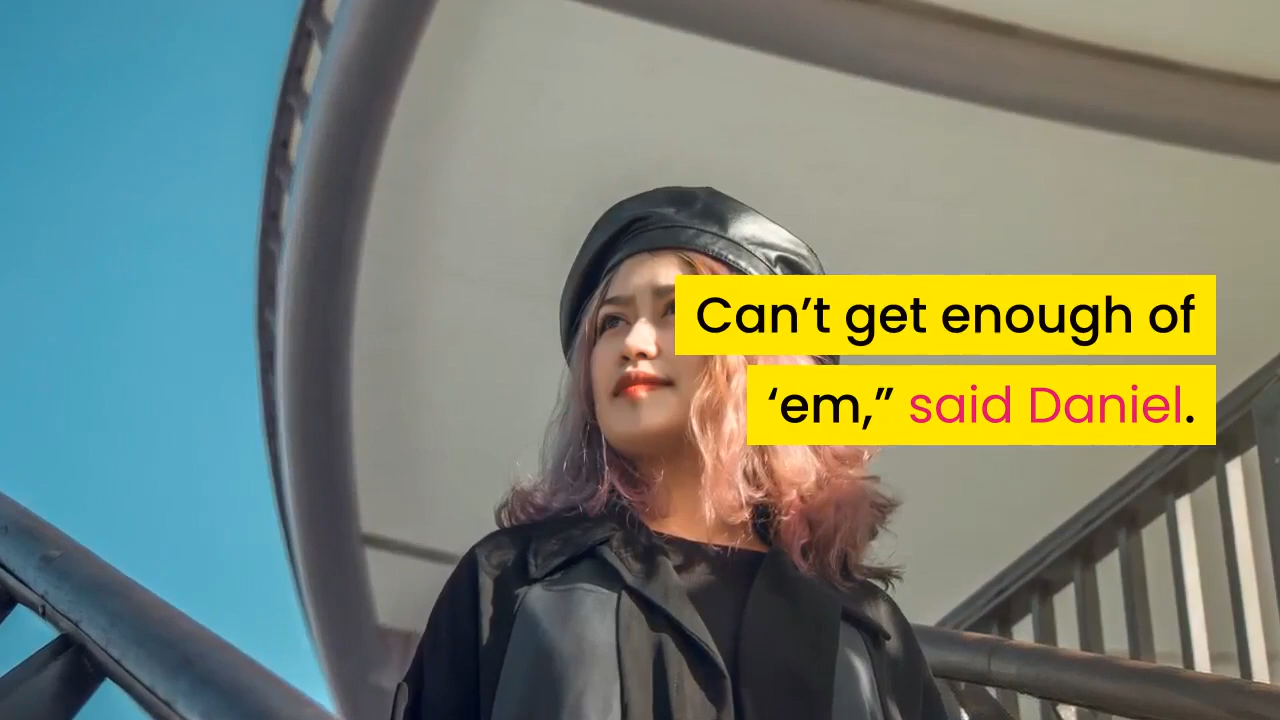 Can’t get enough of
‘em,” said Daniel.